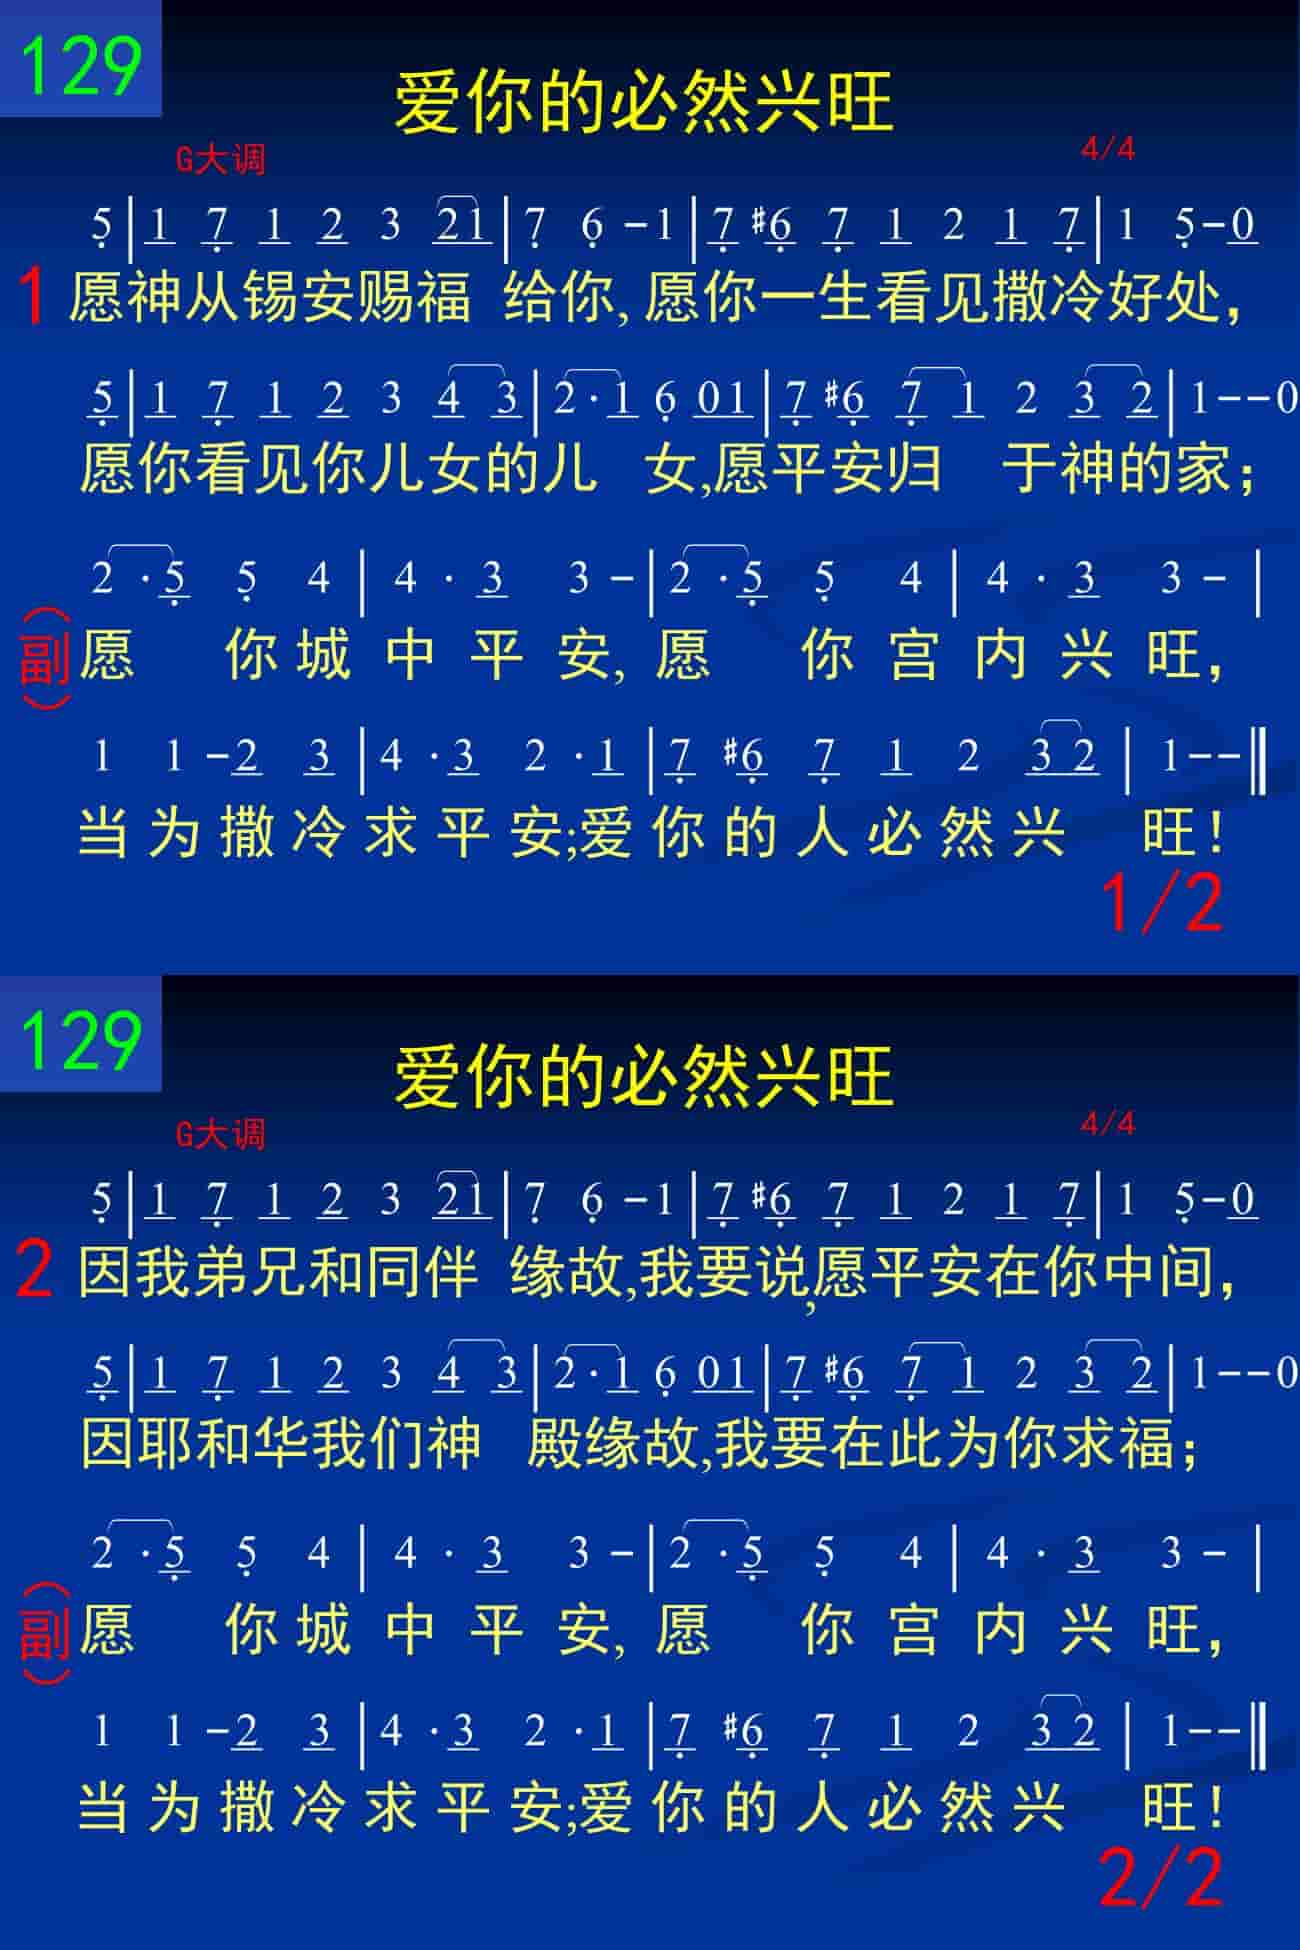 129
爱你的必然兴旺
G大调 4/4
5̣ | 1 7̣ 1 2 3 21 | 7̣ 6̣ - 1 | 7̣ #6̣ 7̣ 1 2 1 7̣ | 1 5̣ - 0
1 愿神从锡安赐福 给你, 愿你一生看见撒冷好处,
5̣ | 1 7̣ 1 2 3 4 3 | 2 · 1 6̣ 01 | 7̣ #6̣ 7̣ 1 2 3 2 | 1 - - 0
愿你看见你儿女的儿 女,愿平安归 于神的家;
2 · 5̣ 5̣ 4 | 4 · 3 3 - | 2 · 5̣ 5̣ 4 | 4 · 3 3 - |
(副) 愿 你城中平安, 愿 你宫内兴旺,
1 1 - 2 3 | 4 · 3 2 · 1 | 7̣ #6̣ 7̣ 1 2 3 2 | 1 - - ‖
当为撒冷求平安;爱你的人必然兴 旺!
1/2
129
爱你的必然兴旺
G大调 4/4
5̣ | 1 7̣ 1 2 3 21 | 7̣ 6̣ - 1 | 7̣ #6̣ 7̣ 1 2 1 7̣ | 1 5̣ - 0
2 因我弟兄和同伴 缘故,我要说,愿平安在你中间,
5̣ | 1 7̣ 1 2 3 4 3 | 2 · 1 6̣ 01 | 7̣ #6̣ 7̣ 1 2 3 2 | 1 - - 0
因耶和华我们神 殿缘故,我要在此为你求福;
2 · 5̣ 5̣ 4 | 4 · 3 3 - | 2 · 5̣ 5̣ 4 | 4 · 3 3 - |
(副) 愿 你城中平安, 愿 你宫内兴旺,
1 1 - 2 3 | 4 · 3 2 · 1 | 7̣ #6̣ 7̣ 1 2 3 2 | 1 - - ‖
当为撒冷求平安;爱你的人必然兴 旺!
2/2